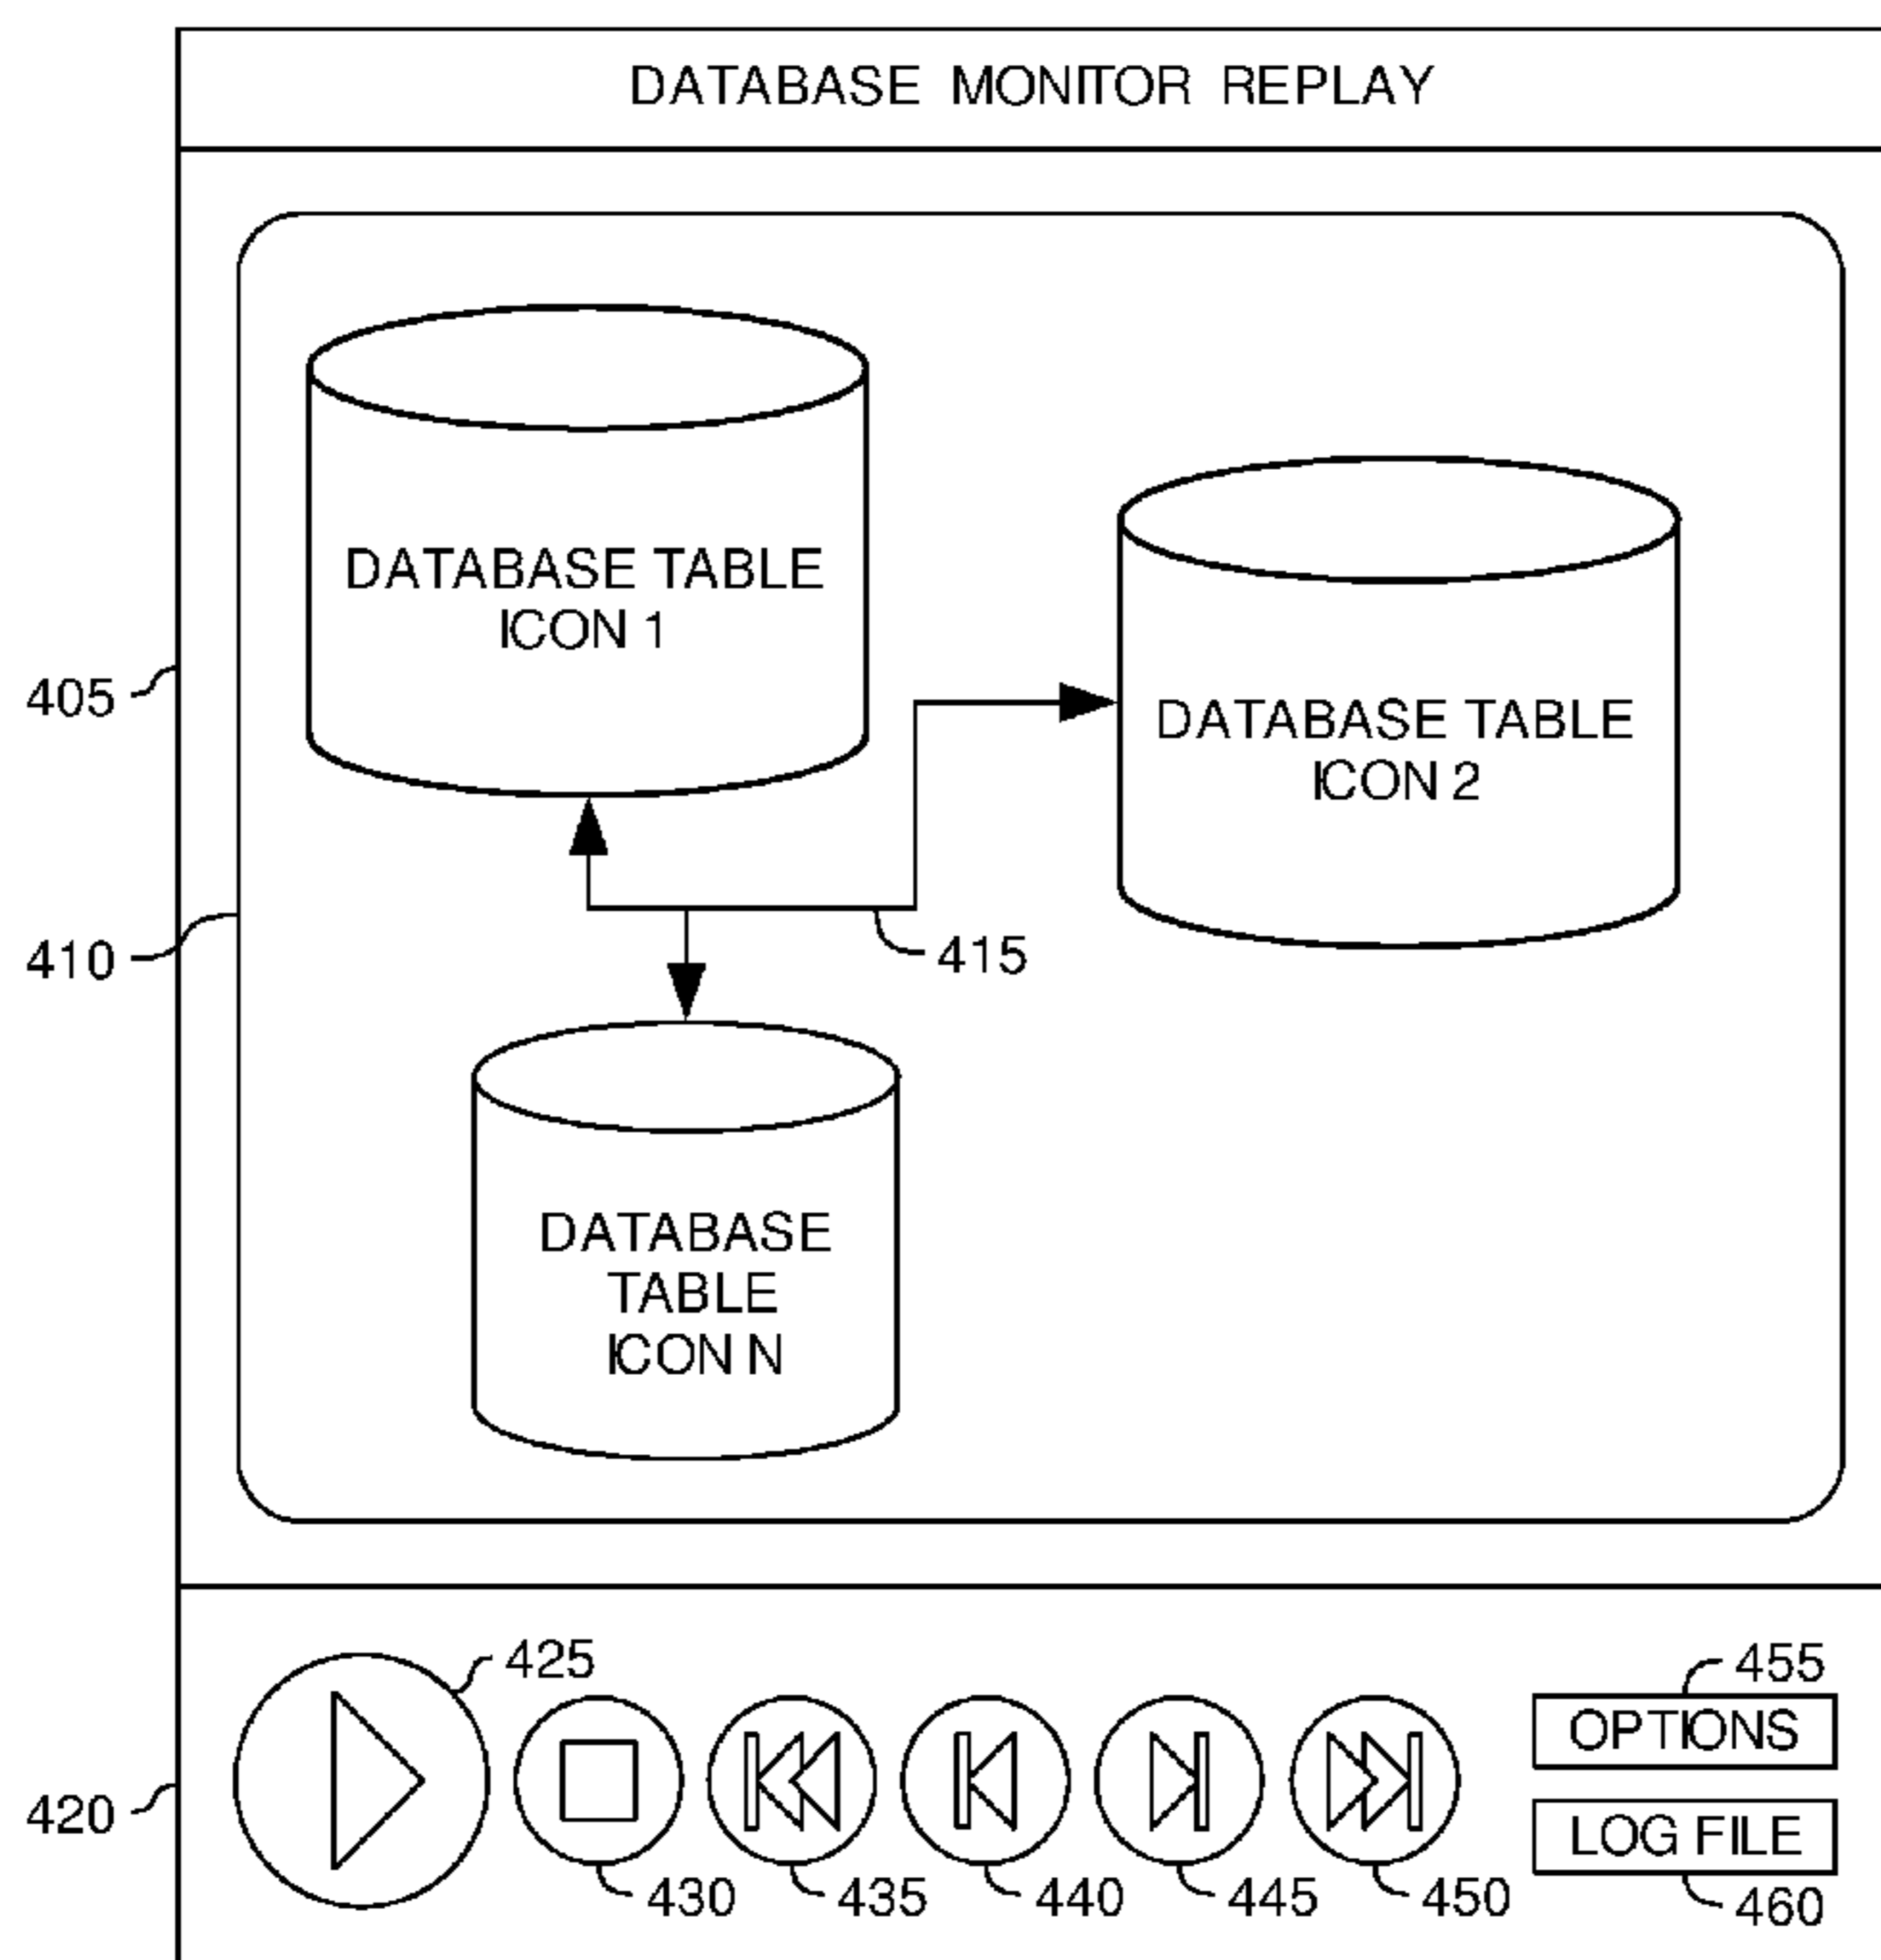 DATABASE MONITOR REPLAY
DATABASE TABLE
ICON 1
405
DATABASE TABLE
ICON 2
410
415
DATABASE
TABLE
ICON N
425
455
OPTIONS
420
LOG FILE
430
435
440
445
450
460